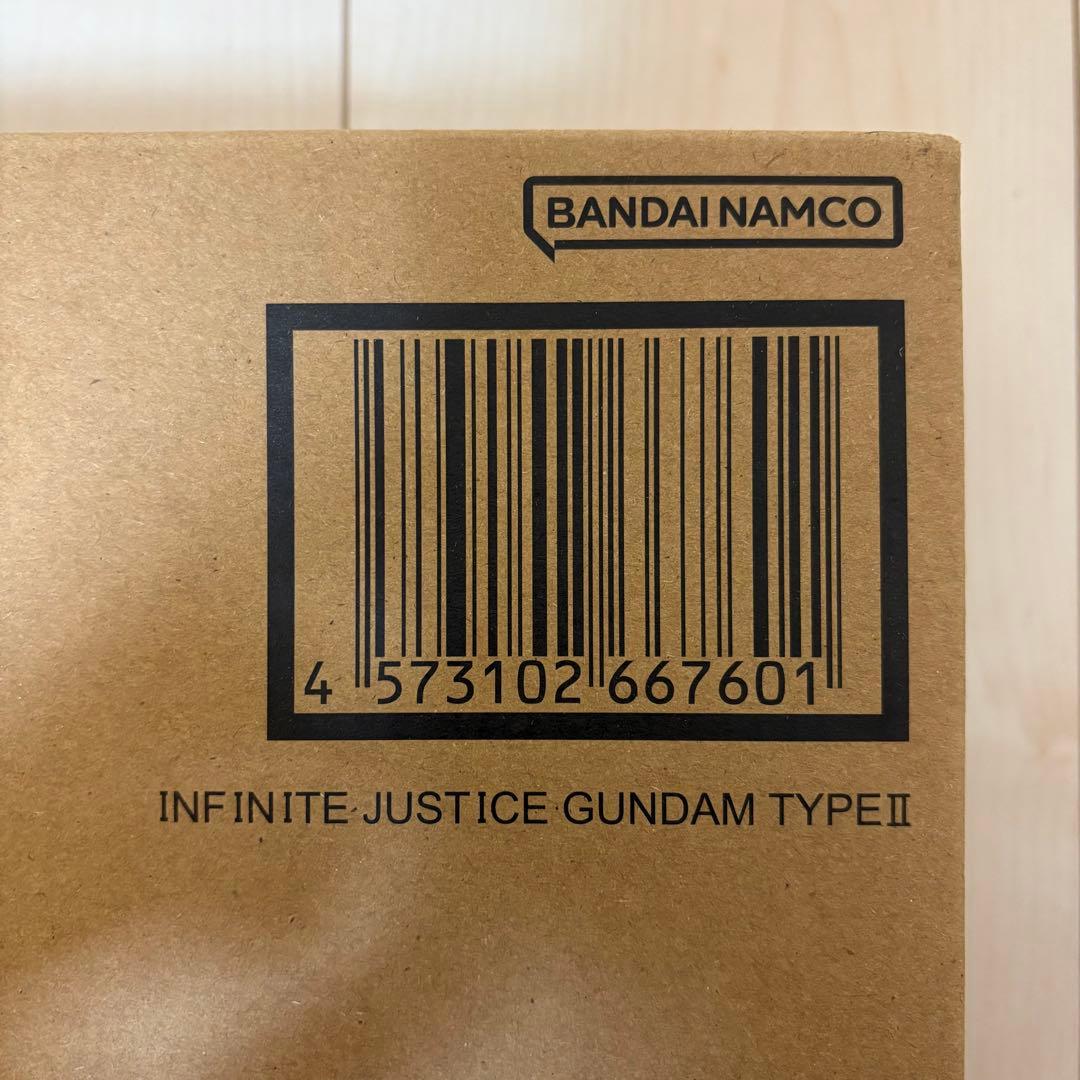 BANDAI NAMCO
4 573102 667601
INFINITE JUSTICE GUNDAM TYPEⅡ